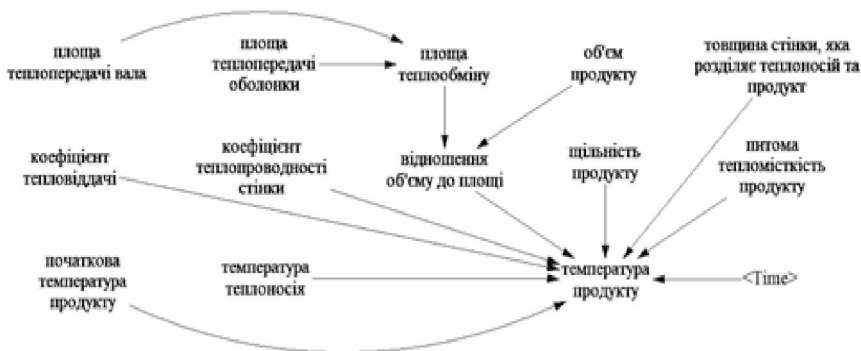 площа
теплопередачі вала
площа
теплопередачі
оболонки
площа
теплообміну
об'єм
продукту
товщина стінки, яка
розділяє теплоносій та
продукт
коефіцієнт
тепловіддачі
коефіцієнт
теплопроводності
стінки
відношення
об'єму до площі
щільність
продукту
питома
тепломісткість
продукту
початкова
температура
продукту
температура
теплоносія
температура
продукту
<Time>